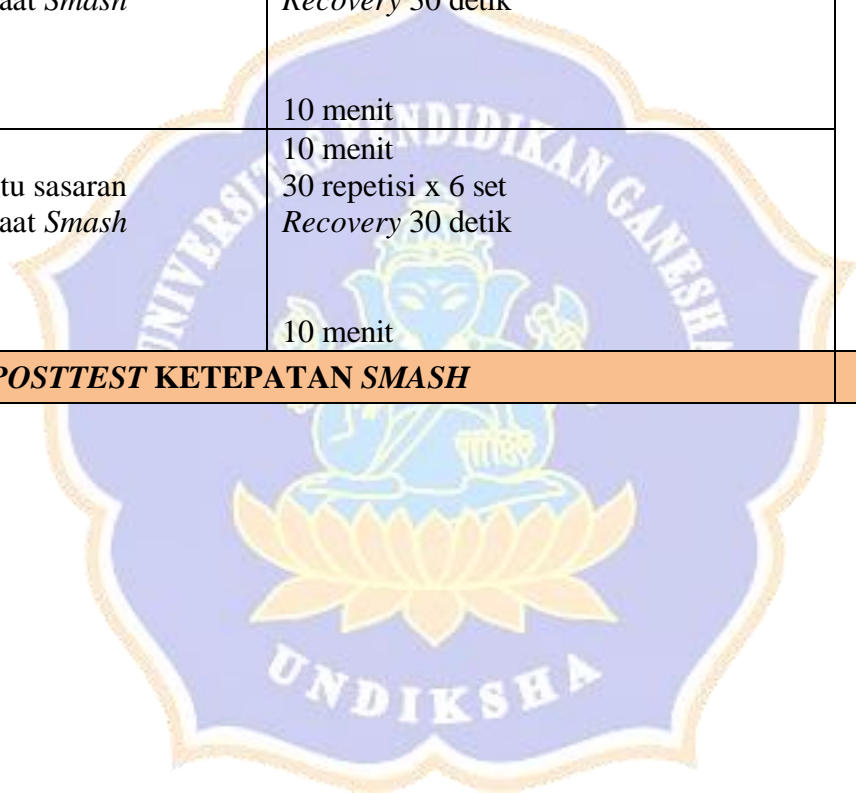 aat Smash
Recovery 30 detik
10 menit
10 menit
tu sasaran
30 repetisi x 6 set
aat Smash
Recovery 30 detik
10 menit
POSTTEST KETEPATAN SMASH
UNIVERSITAS PENDIDIKAN GANESHA
UNDIKSHA